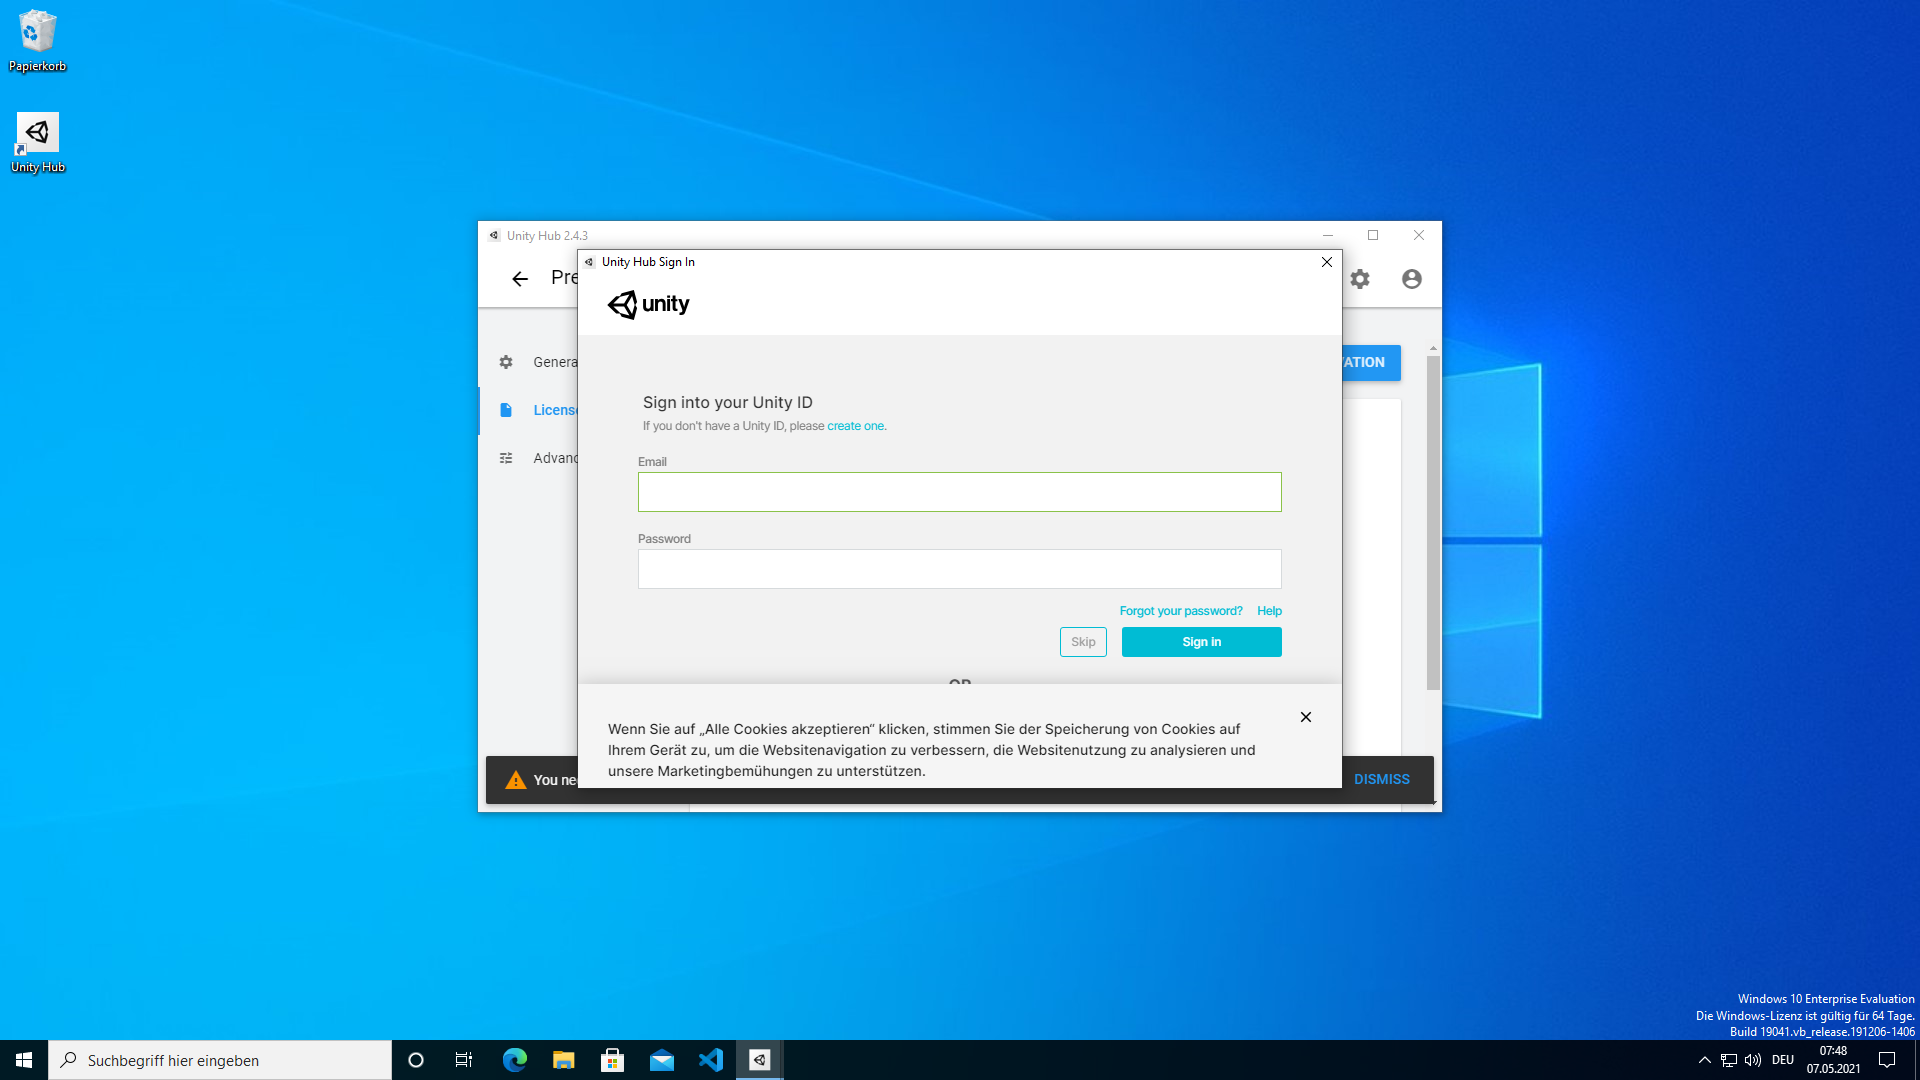 Papierkorb
Unity Hub
Unity Hub 2.4.3
Unity Hub Sign In
Pre
unity
VATION
Genera
License
Advanc
Sign into your Unity ID
If you don't have a Unity ID, please create one.
Email
Password
Forgot your password? Help
Skip Sign in
OR
Wenn Sie auf „Alle Cookies akzeptieren“ klicken, stimmen Sie der Speicherung von Cookies auf
Ihrem Gerät zu, um die Websitenavigation zu verbessern, die Websitenutzung zu analysieren und
unsere Marketingbemühungen zu unterstützen.
You nee
DISMISS
Windows 10 Enterprise Evaluation
Die Windows-Lizenz ist gültig für 64 Tage.
Build 19041.vb_release.191206-1406
Suchbegriff hier eingeben
DEU
07:48
07.05.2021